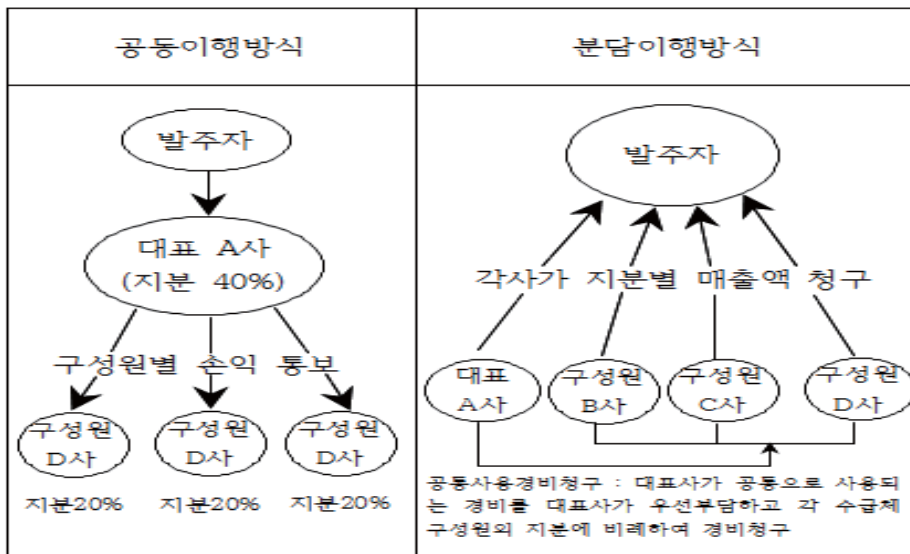 공동이행방식
발주자
대표 A사
(지분 40%)
구성원별 손익 통보
구성원
D사
구성원
D사
구성원
D사
지분20%
지분20%
지분20%
분담이행방식
발주자
각사가 지분별 매출액 청구
대표
A사
구성원
B사
구성원
C사
구성원
D사
공통사용경비청구 : 대표사가 공통으로 사용되
는 경비를 대표사가 우선부담하고 각 수급체
구성원의 지분에 비례하여 경비청구